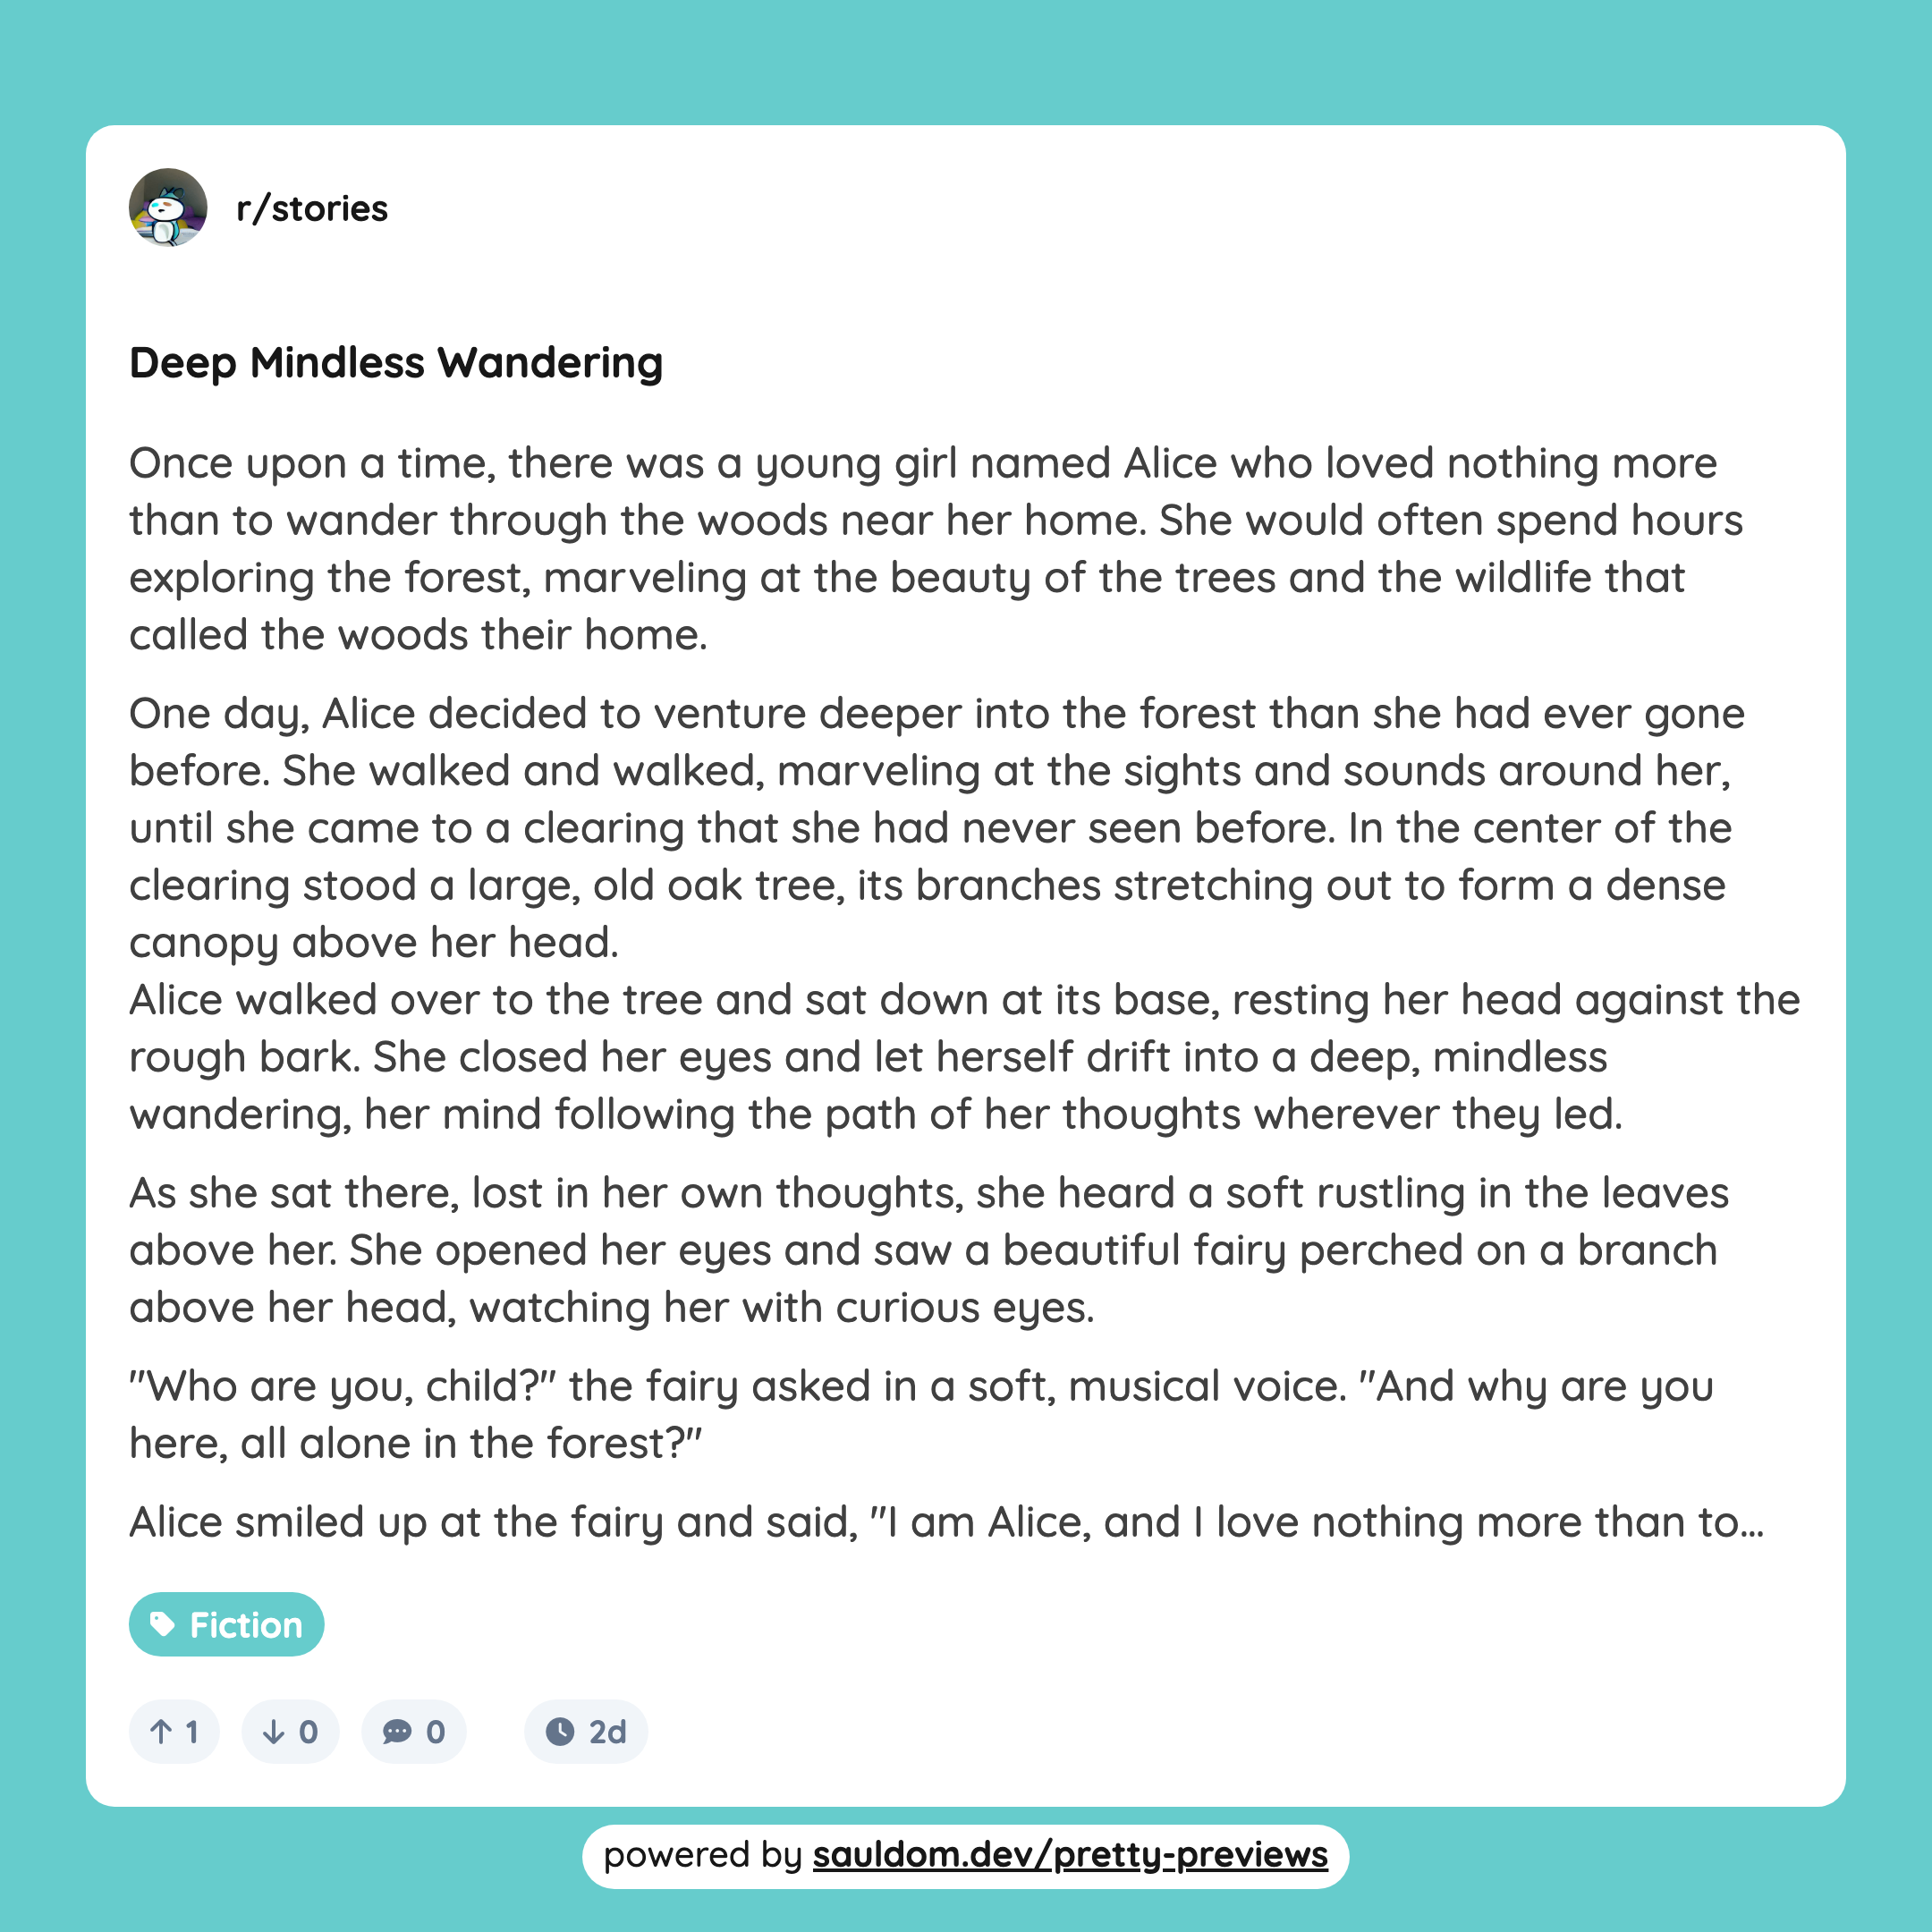 r/stories
Deep Mindless Wandering
Once upon a time, there was a young girl named Alice who loved nothing more
than to wander through the woods near her home. She would often spend hours
exploring the forest, marveling at the beauty of the trees and the wildlife that
called the woods their home.
One day, Alice decided to venture deeper into the forest than she had ever gone
before. She walked and walked, marveling at the sights and sounds around her,
until she came to a clearing that she had never seen before. In the center of the
clearing stood a large, old oak tree, its branches stretching out to form a dense
canopy above her head.
Alice walked over to the tree and sat down at its base, resting her head against the
rough bark. She closed her eyes and let herself drift into a deep, mindless
wandering, her mind following the path of her thoughts wherever they led.
As she sat there, lost in her own thoughts, she heard a soft rustling in the leaves
above her. She opened her eyes and saw a beautiful fairy perched on a branch
above her head, watching her with curious eyes.
"Who are you, child?" the fairy asked in a soft, musical voice. "And why are you
here, all alone in the forest?"
Alice smiled up at the fairy and said, "I am Alice, and I love nothing more than to...
Fiction
1 0 0 2d
powered by sauldom.dev/pretty-previews